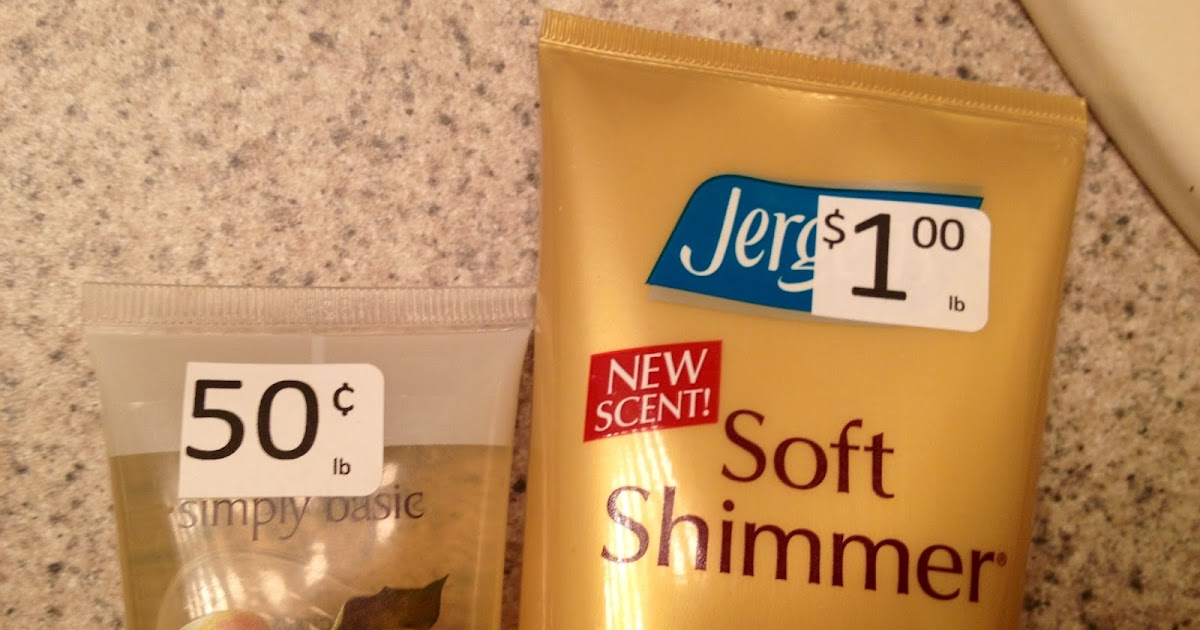 50 ¢
lb
simply basic
Jerg
$1 00
lb
NEW
SCENT!
Soft
Shimmer®